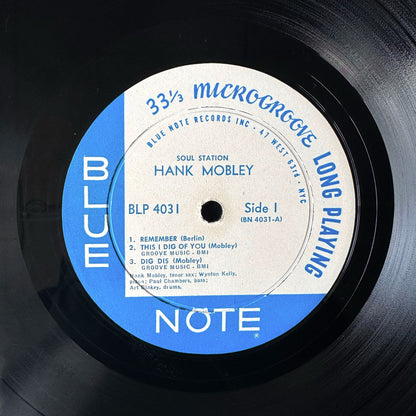 33⅓ MICROGROOVE LONG PLAYING
BLUE NOTE RECORDS INC • 47 WEST 63rd • NYC
SOUL STATION
HANK MOBLEY
BLP 4031 Side 1
(BN 4031-A)
1. REMEMBER (Berlin)
2. THIS I DIG OF YOU (Mobley)
GROOVE MUSIC - BMI
3. DIG DIS (Mobley)
GROOVE MUSIC - BMI
Hank Mobley, tenor sax; Wynton Kelly,
piano; Paul Chambers, bass;
Art Blakey, drums.
BLUE
NOTE
®